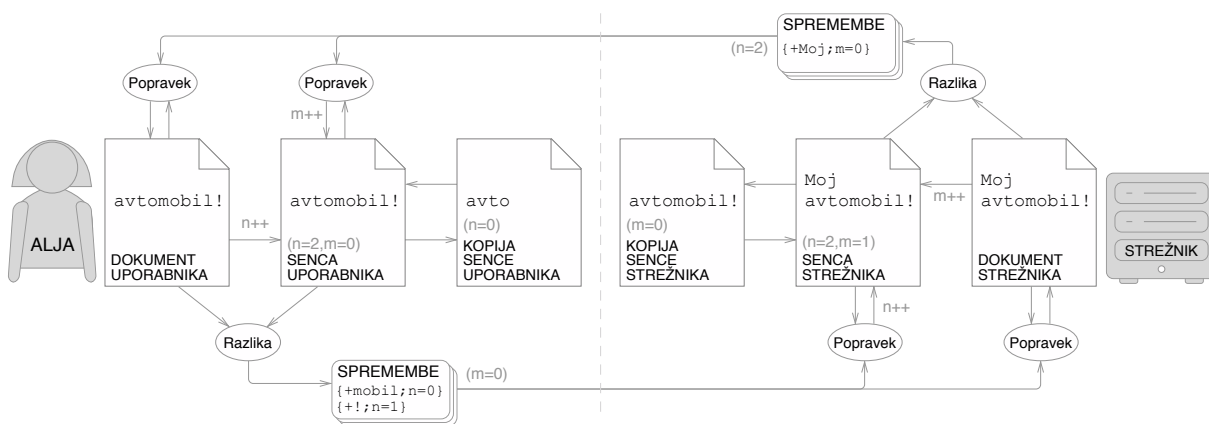 SPREMEMBE
{+Moj;m=0}
(n=2)
Popravek
Popravek
Razlika
m++
ALJA
avtomobil!
DOKUMENT
UPORABNIKA
n++
avtomobil!
(n=2,m=0)
SENCA
UPORABNIKA
avto
(n=0)
KOPIJA
SENCE
UPORABNIKA
avtomobil!
(m=0)
KOPIJA
SENCE
STREŽNIKA
Moj
avtomobil!
(n=2,m=1)
SENCA
STREŽNIKA
m++
Moj
avtomobil!
DOKUMENT
STREŽNIKA
STREŽNIK
n++
Razlika
Popravek
Popravek
SPREMEMBE
{+mobil;n=0}
{+!;n=1}
(m=0)